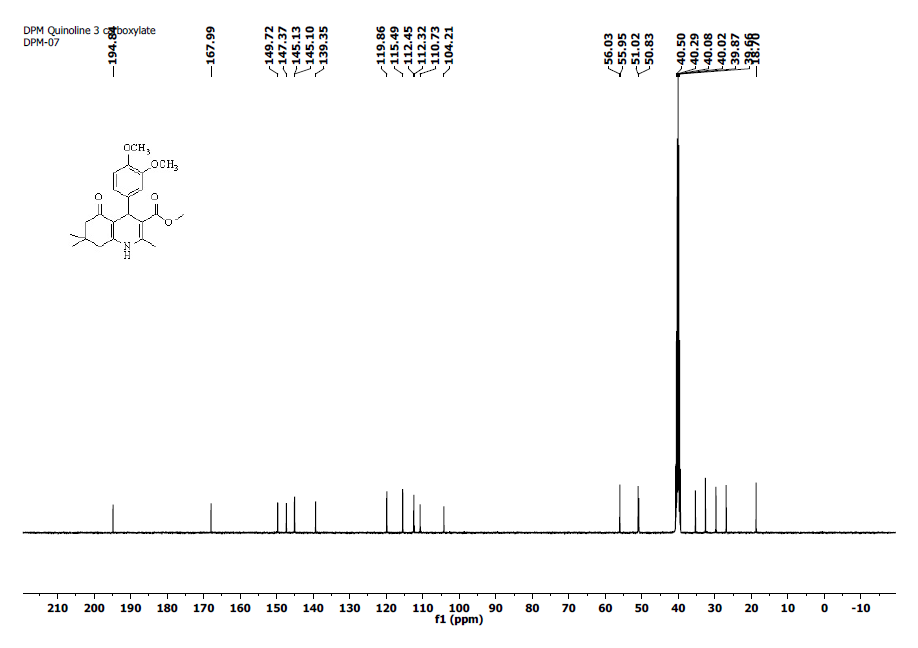 DPM Quinoline 3 carboxylate
DPM-07
194.84
167.99
149.72
147.37
145.13
145.10
139.35
119.86
115.49
112.45
112.32
110.73
104.21
56.03
55.95
51.02
50.83
40.50
40.29
40.08
40.02
39.87
39.66
18.70
OCH3
OCH3
O
O
O
N
H
210 200 190 180 170 160 150 140 130 120 110 100 90 80 70 60 50 40 30 20 10 0 -10
f1 (ppm)